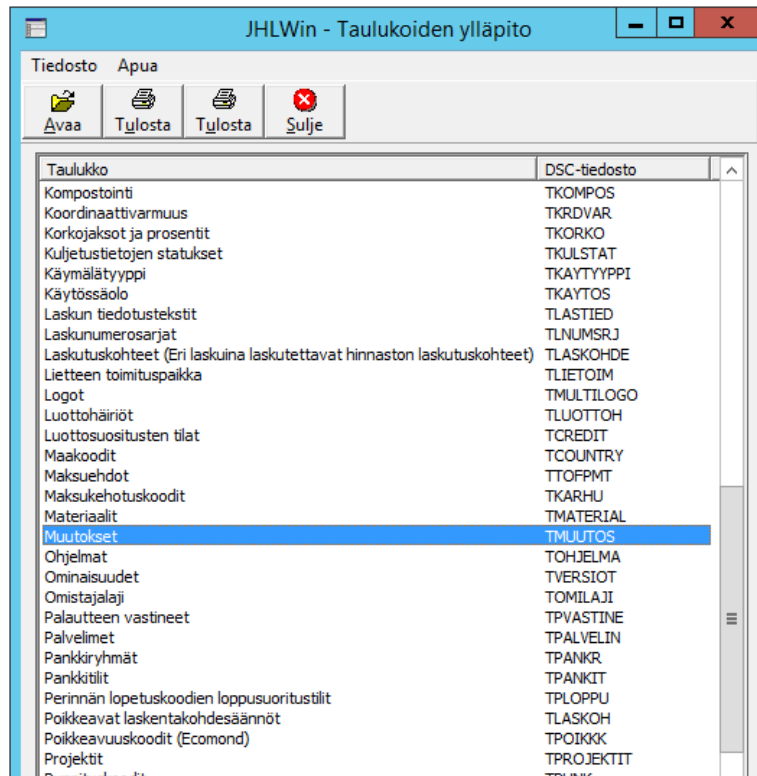 JHLWin - Taulukoiden ylläpito
Tiedosto Apua
Avaa Tulosta Tulosta Sulje
Taulukko DSC-tiedosto
Kompostointi TKOMPOS
Koordinaattivarmuus TKRDVAR
Korkojaksot ja prosentit TKORKO
Kuljetustietojen statukset TKULSTAT
Käymälätyyppi TKAYTYYPPI
Käytössäolo TKAYTOS
Laskun tiedotustekstit TLASTIED
Laskunumerosarjat TLNUMSRJ
Laskutuskohteet (Eri laskuina laskutettavat hinnaston laskutuskohteet) TLASKOHDE
Lietteen toimituspaikka TLIETOIM
Logot TMULTILOGO
Luottohäiriöt TLUOTTOH
Luottosuositusten tilat TCREDIT
Maakoodit TCOUNTRY
Maksuehdot TTOFPMT
Maksukehotuskoodit TKARHU
Materiaalit TMATERIAL
Muutokset TMUUTOS
Ohjelmat TOHJELMA
Ominaisuudet TVERSIOT
Omistajalaji TOMILAJI
Palautteen vastineet TPVASTINE
Palvelimet TPALVELIN
Pankkiryhmät TPANKR
Pankkitilit TPANKIT
Perinnän lopetuskoodien loppusuoritustilit TPLOPPU
Poikkeavat laskentakohdesäännöt TLASKOH
Poikkeavuuskoodit (Ecomond) TPOIKKK
Projektit TPROJEKTIT